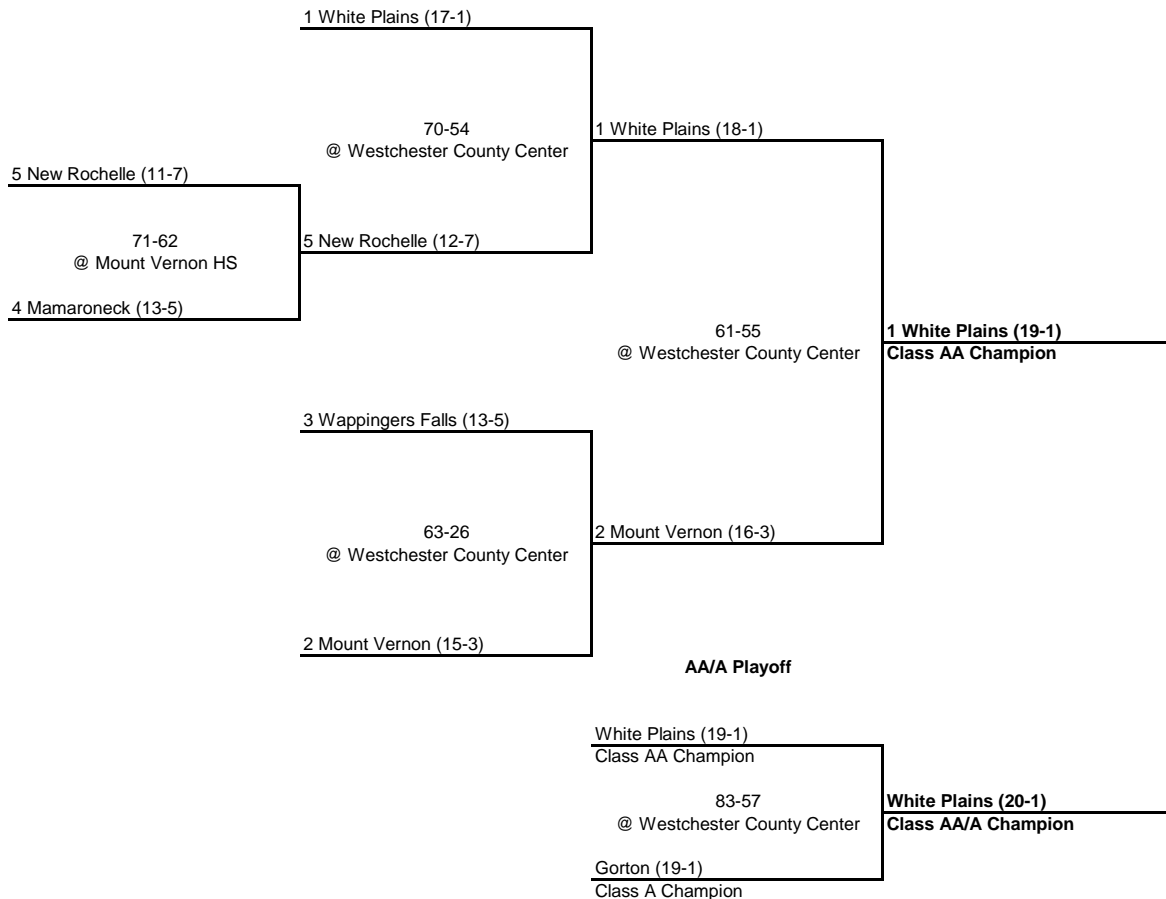 1 White Plains (17-1)
70-54
@ Westchester County Center
1 White Plains (18-1)
5 New Rochelle (11-7)
71-62
@ Mount Vernon HS
5 New Rochelle (12-7)
4 Mamaroneck (13-5)
61-55
@ Westchester County Center
1 White Plains (19-1)
Class AA Champion
3 Wappingers Falls (13-5)
63-26
@ Westchester County Center
2 Mount Vernon (16-3)
2 Mount Vernon (15-3)
AA/A Playoff
White Plains (19-1)
Class AA Champion
83-57
@ Westchester County Center
White Plains (20-1)
Class AA/A Champion
Gorton (19-1)
Class A Champion